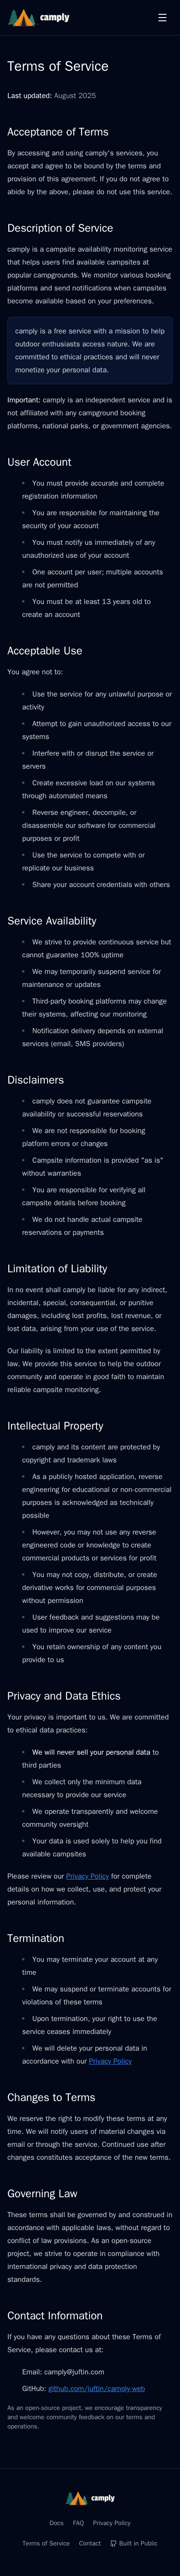 camply
Terms of Service
Last updated: August 2025
Acceptance of Terms
By accessing and using camply's services, you
accept and agree to be bound by the terms and
provision of this agreement. If you do not agree to
abide by the above, please do not use this service.
Description of Service
camply is a campsite availability monitoring service
that helps users find available campsites at
popular campgrounds. We monitor various booking
platforms and send notifications when campsites
become available based on your preferences.
camply is a free service with a mission to help
outdoor enthusiasts access nature. We are
committed to ethical practices and will never
monetize your personal data.
Important: camply is an independent service and is
not affiliated with any campground booking
platforms, national parks, or government agencies.
User Account
• You must provide accurate and complete
registration information
• You are responsible for maintaining the
security of your account
• You must notify us immediately of any
unauthorized use of your account
• One account per user; multiple accounts
are not permitted
• You must be at least 13 years old to
create an account
Acceptable Use
You agree not to:
• Use the service for any unlawful purpose or
activity
• Attempt to gain unauthorized access to our
systems
• Interfere with or disrupt the service or
servers
• Create excessive load on our systems
through automated means
• Reverse engineer, decompile, or
disassemble our software for commercial
purposes or profit
• Use the service to compete with or
replicate our business
• Share your account credentials with others
Service Availability
• We strive to provide continuous service but
cannot guarantee 100% uptime
• We may temporarily suspend service for
maintenance or updates
• Third-party booking platforms may change
their systems, affecting our monitoring
• Notification delivery depends on external
services (email, SMS providers)
Disclaimers
• camply does not guarantee campsite
availability or successful reservations
• We are not responsible for booking
platform errors or changes
• Campsite information is provided "as is"
without warranties
• You are responsible for verifying all
campsite details before booking
• We do not handle actual campsite
reservations or payments
Limitation of Liability
In no event shall camply be liable for any indirect,
incidental, special, consequential, or punitive
damages, including lost profits, lost revenue, or
lost data, arising from your use of the service.
Our liability is limited to the extent permitted by
law. We provide this service to help the outdoor
community and operate in good faith to maintain
reliable campsite monitoring.
Intellectual Property
• camply and its content are protected by
copyright and trademark laws
• As a publicly hosted application, reverse
engineering for educational or non-commercial
purposes is acknowledged as technically
possible
• However, you may not use any reverse
engineered code or knowledge to create
commercial products or services for profit
• You may not copy, distribute, or create
derivative works for commercial purposes
without permission
• User feedback and suggestions may be
used to improve our service
• You retain ownership of any content you
provide to us
Privacy and Data Ethics
Your privacy is important to us. We are committed
to ethical data practices:
• We will never sell your personal data to
third parties
• We collect only the minimum data
necessary to provide our service
• We operate transparently and welcome
community oversight
• Your data is used solely to help you find
available campsites
Please review our Privacy Policy for complete
details on how we collect, use, and protect your
personal information.
Termination
• You may terminate your account at any
time
• We may suspend or terminate accounts for
violations of these terms
• Upon termination, your right to use the
service ceases immediately
• We will delete your personal data in
accordance with our Privacy Policy
Changes to Terms
We reserve the right to modify these terms at any
time. We will notify users of material changes via
email or through the service. Continued use after
changes constitutes acceptance of the new terms.
Governing Law
These terms shall be governed by and construed in
accordance with applicable laws, without regard to
conflict of law provisions. As an open-source
project, we strive to operate in compliance with
international privacy and data protection
standards.
Contact Information
If you have any questions about these Terms of
Service, please contact us at:
Email: camply@juftin.com
GitHub: github.com/juftin/camply-web
As an open-source project, we encourage transparency
and welcome community feedback on our terms and
operations.
camply
Docs FAQ Privacy Policy
Terms of Service Contact Built in Public